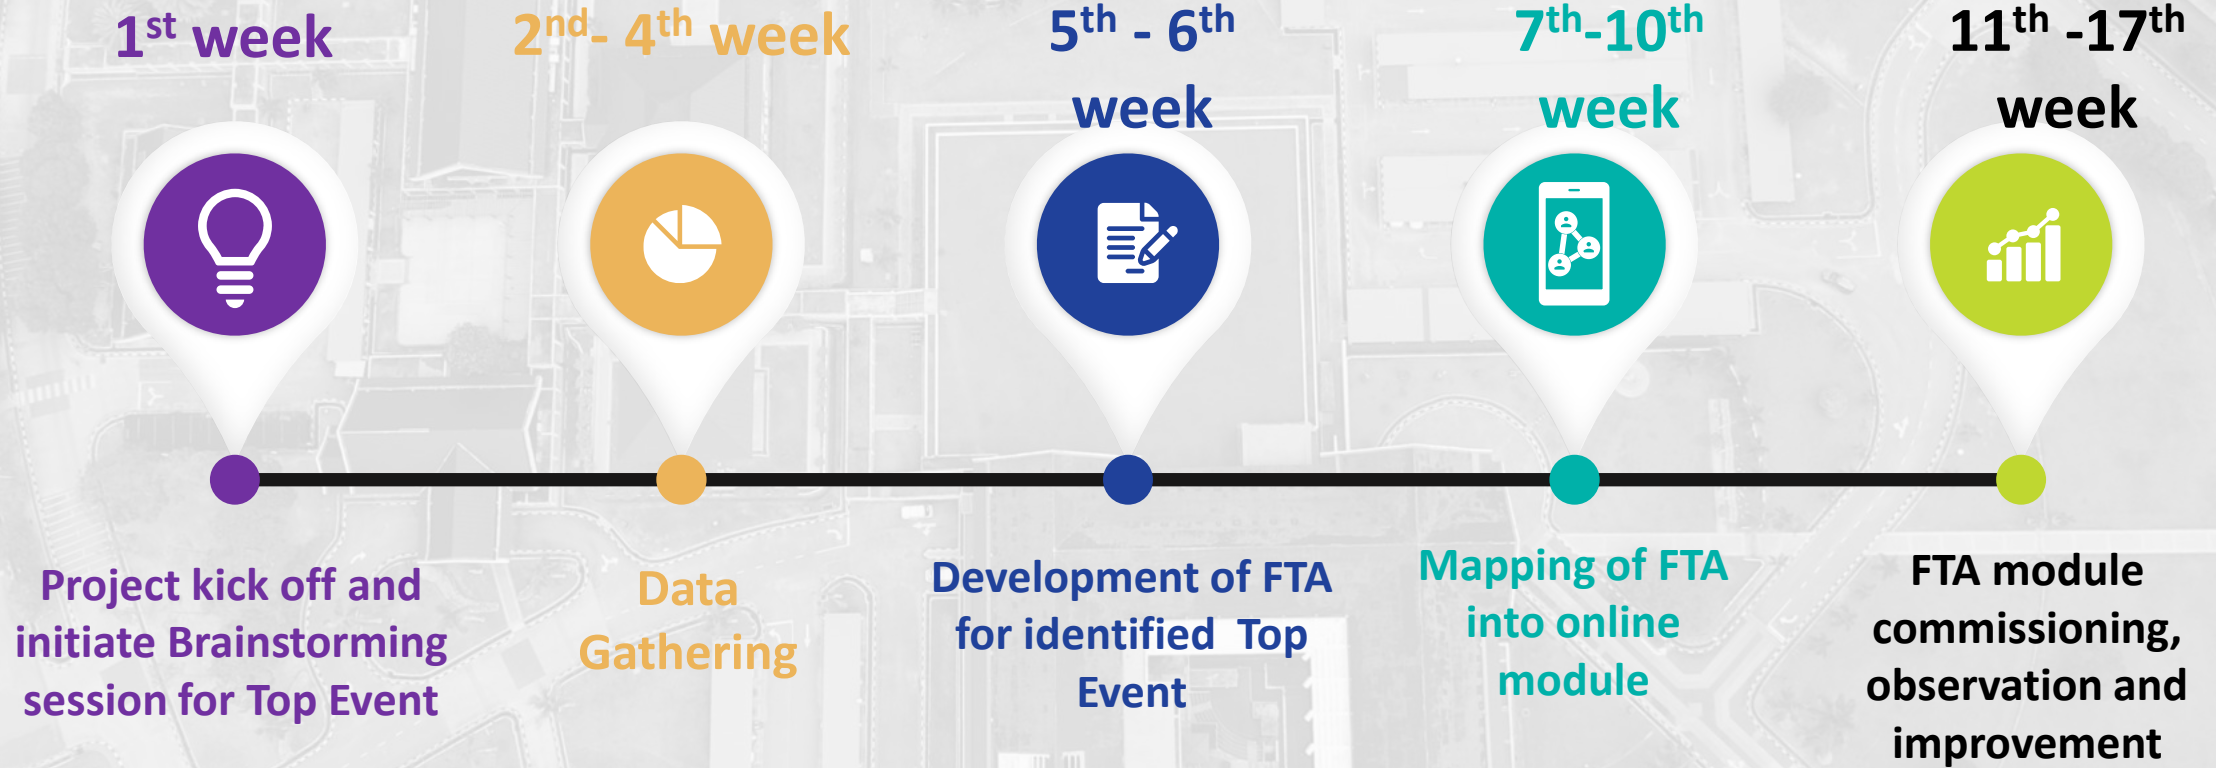 1st week
2nd- 4th week
5th - 6th
week
7th-10th
week
11th -17th
week
Project kick off and
initiate Brainstorming
session for Top Event
Data
Gathering
Development of FTA
for identified  Top
Event
Mapping of FTA
into online
module
FTA module
commissioning,
observation and
improvement